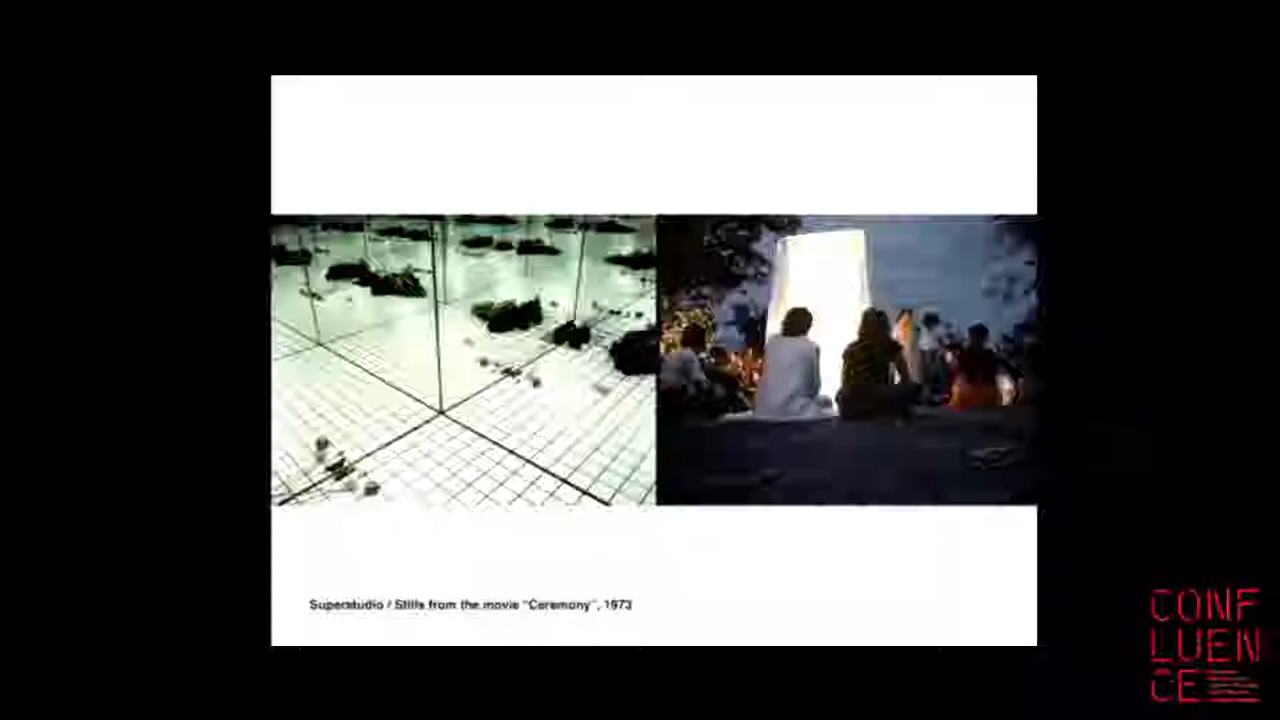 Superstudio / Stills from the movie "Ceremony", 1973
CONF
LUEN
CE